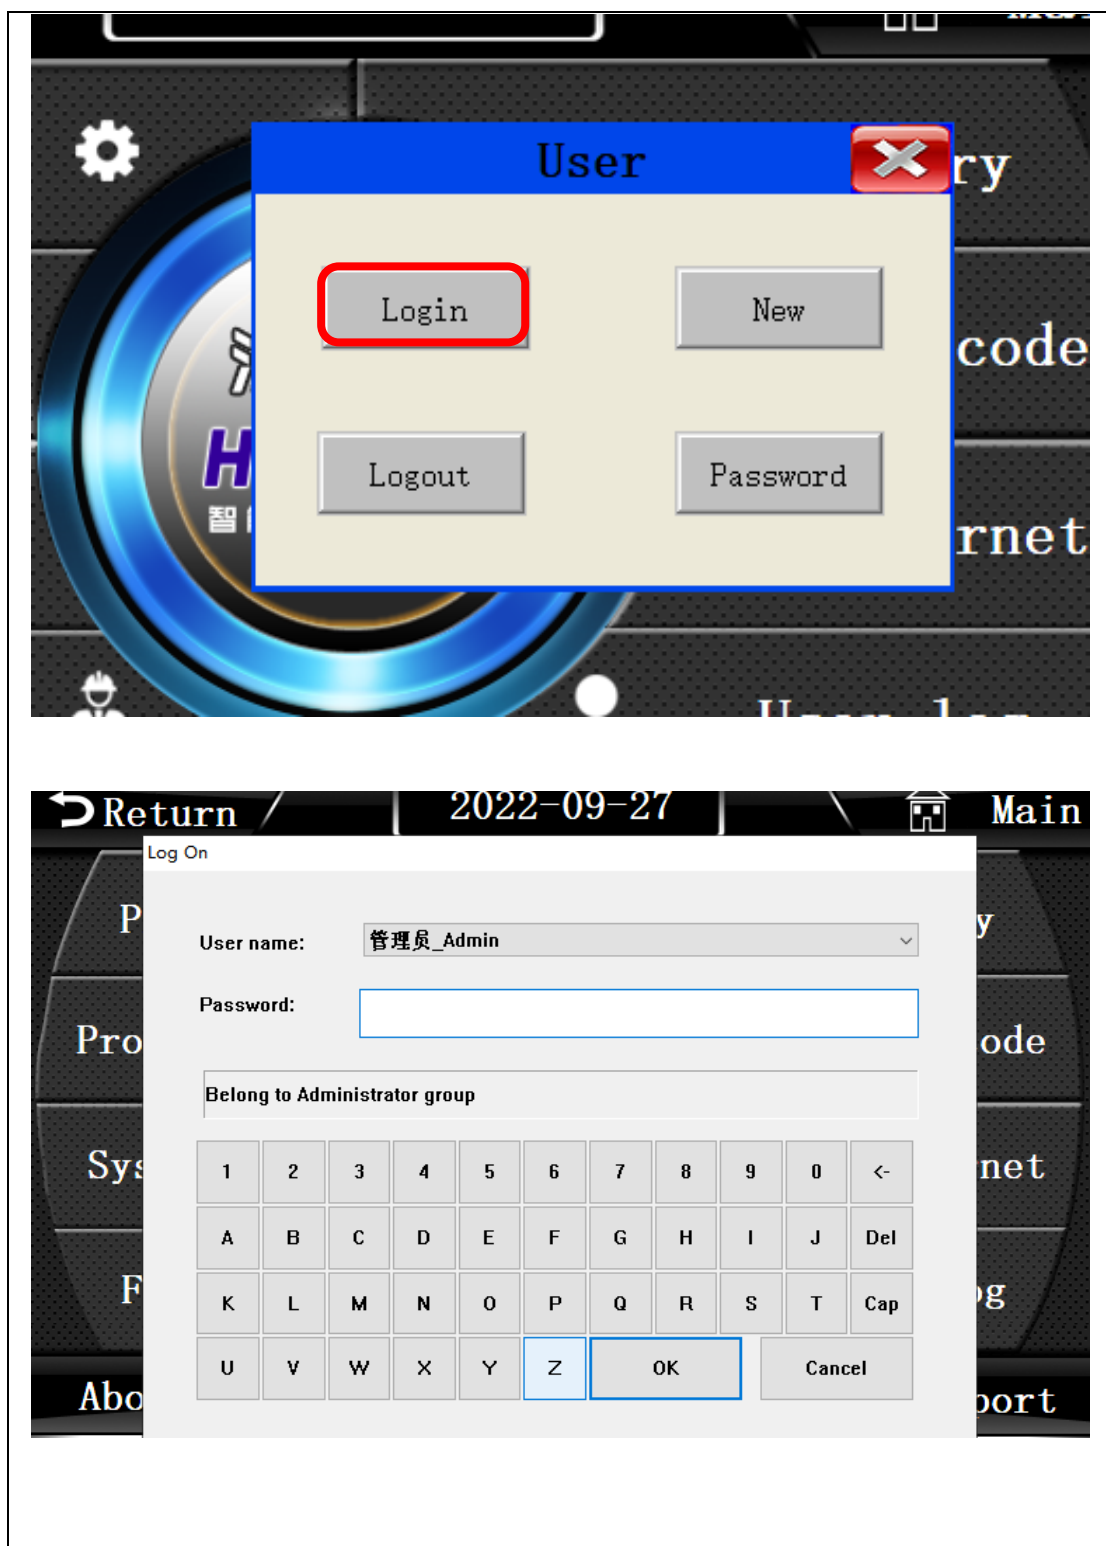 User
ry
Login
New
code
H
智
Logout
Password
rnet
Return
2022-09-27
Main
Log On
P
y
User name:
管理员_Admin
Password:
Pro
ode
Belong to Administrator group
Sys
net
1 2 3 4 5 6 7 8 9 0 <-
A B C D E F G H I J Del
F
K L M N O P Q R S T Cap
og
U V W X Y Z OK Cancel
Abo
port